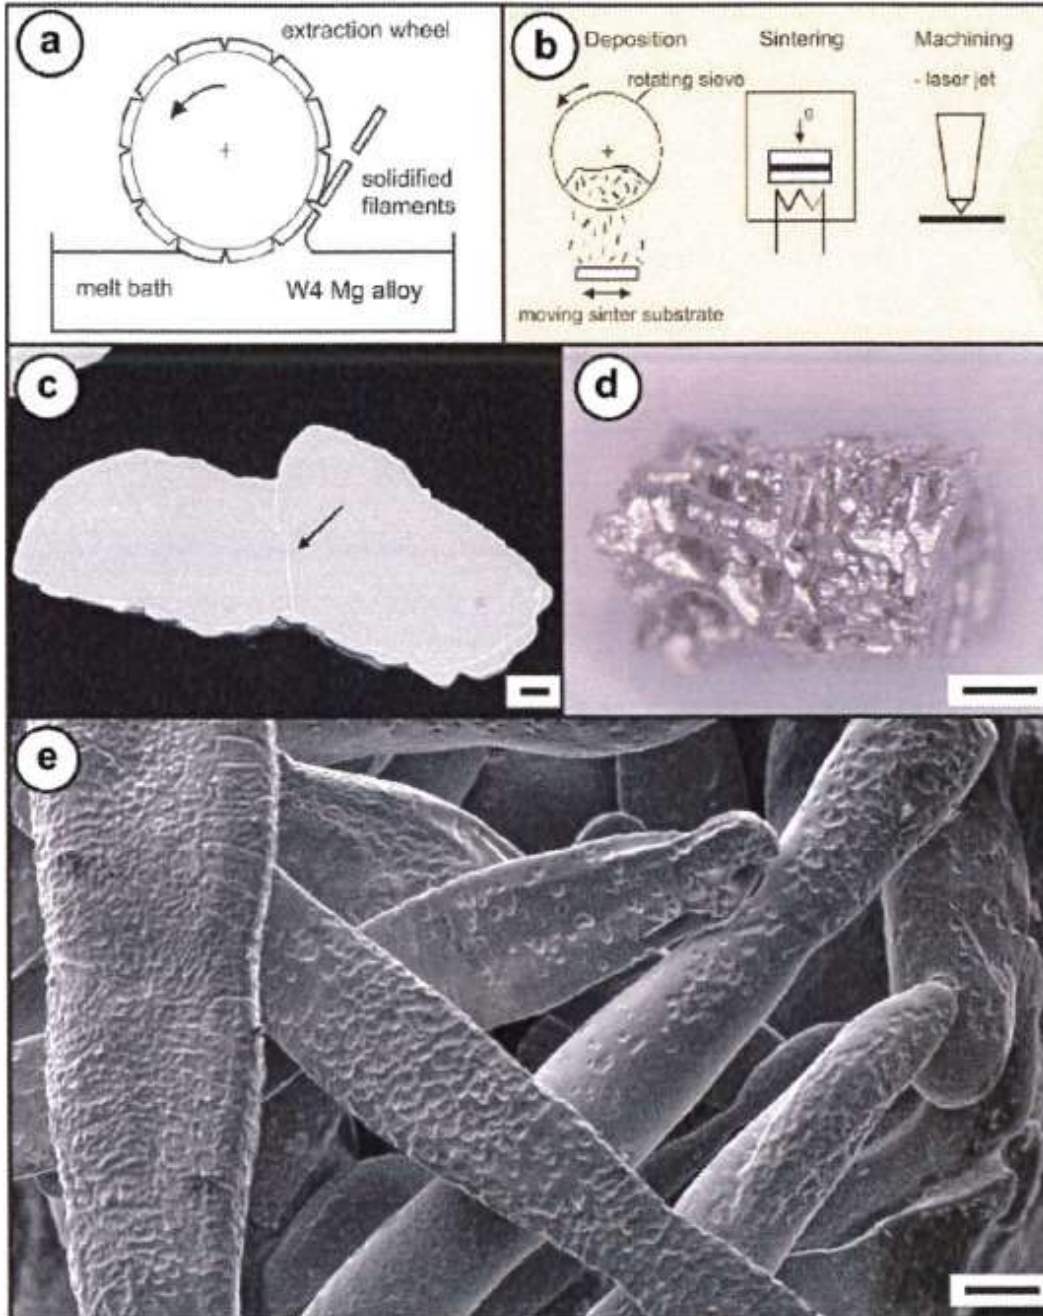 a
extraction wheel
solidified
filaments
melt bath
W4 Mg alloy
b
Deposition
Sintering
Machining
rotating sieve
- laser jet
moving sinter substrate
c
d
e